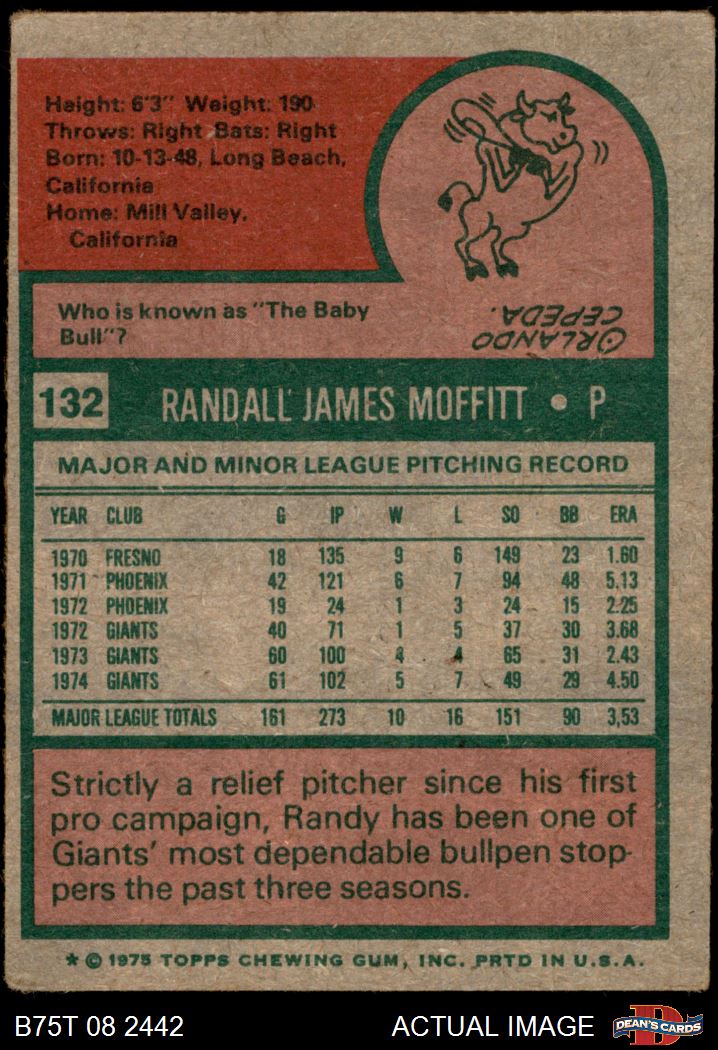 Height: 6'3" Weight: 190
Throws: Right Bats: Right
Born: 10-13-48, Long Beach,
California
Home: Mill Valley,
California
Who is known as "The Baby
Bull"?
ORLANDO
CEPEDA.
132 RANDALL JAMES MOFFITT • P
MAJOR AND MINOR LEAGUE PITCHING RECORD
YEAR CLUB G IP W L SO BB ERA
1970 FRESNO 18 135 9 6 149 23 1.60
1971 PHOENIX 42 121 6 7 94 48 5.13
1972 PHOENIX 19 24 1 3 24 15 2.25
1972 GIANTS 40 71 1 5 37 30 3.68
1973 GIANTS 60 100 4 4 65 31 2.43
1974 GIANTS 61 102 5 7 49 29 4.50
MAJOR LEAGUE TOTALS 161 273 10 16 151 90 3,53
Strictly a relief pitcher since his first
pro campaign, Randy has been one of
Giants' most dependable bullpen stop-
pers the past three seasons.
* © 1975 TOPPS CHEWING GUM, INC. PRTD IN U.S.A.
B75T 08 2442 ACTUAL IMAGE DEAN'S CARDS